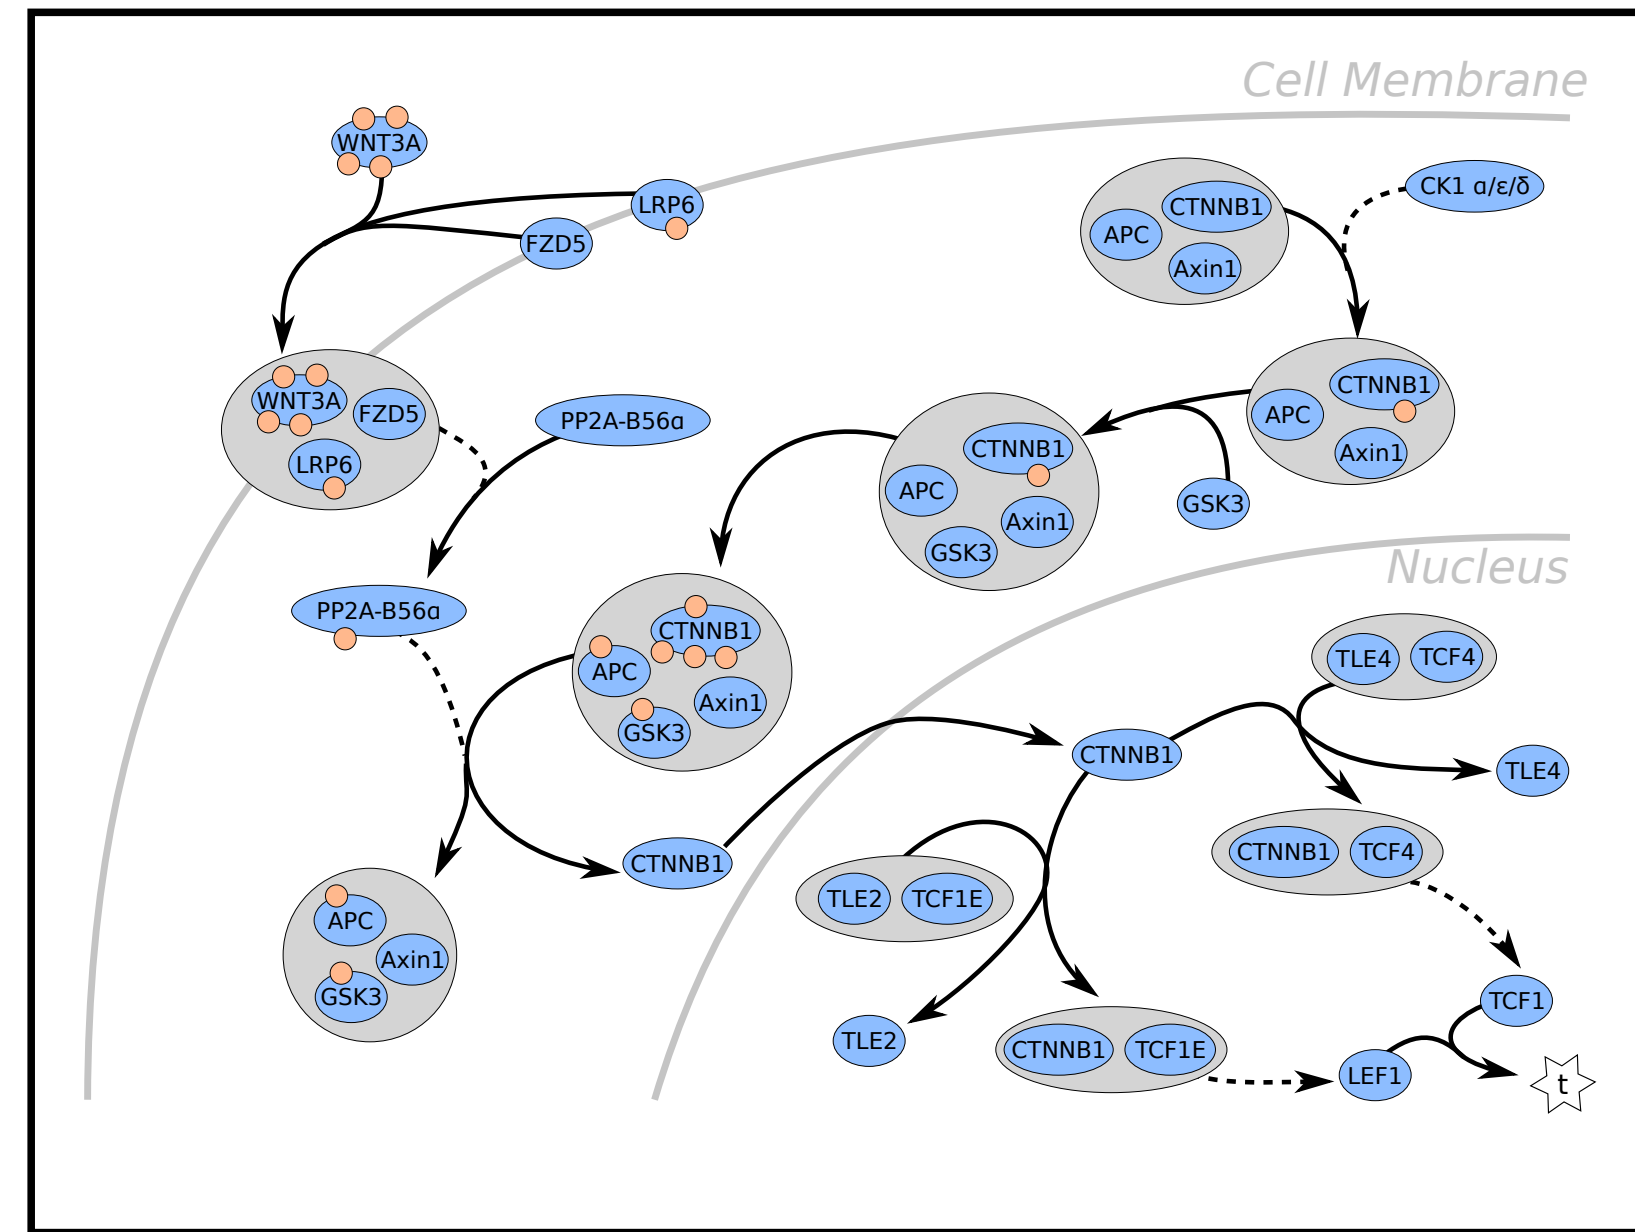 Cell Membrane
WNT3A
LRP6
FZD5
CTNNB1
APC
Axin1
CK1 α/ε/δ
WNT3A
FZD5
LRP6
PP2A-B56α
CTNNB1
APC
Axin1
CTNNB1
APC
Axin1
GSK3
GSK3
Nucleus
PP2A-B56α
CTNNB1
APC
Axin1
GSK3
TLE4
TCF4
CTNNB1
TLE4
CTNNB1
TCF4
CTNNB1
TLE2
TCF1E
APC
Axin1
GSK3
TLE2
CTNNB1
TCF1E
TCF1
LEF1
t